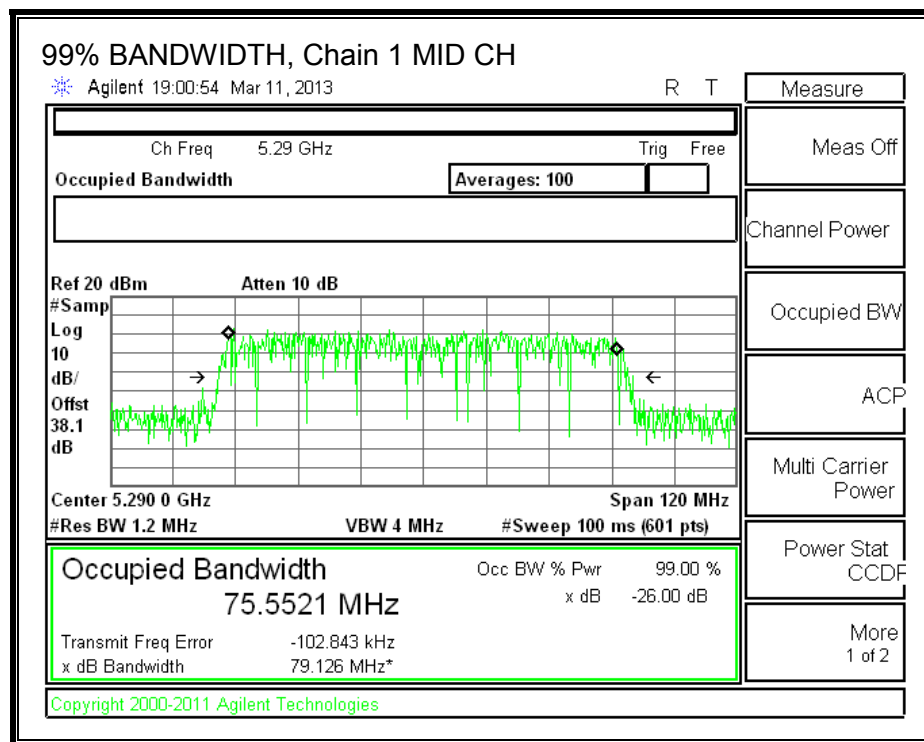 99% BANDWIDTH, Chain 1 MID CH
Agilent 19:00:54 Mar 11, 2013 R T
Measure
Ch Freq 5.29 GHz Trig Free
Occupied Bandwidth Averages: 100
Meas Off
Channel Power
Occupied BW
ACP
Multi Carrier
Power
Power Stat
CCDF
More
1 of 2
Ref 20 dBm Atten 10 dB
#Samp
Log
10
dB/
Offst
38.1
dB
Center 5.290 0 GHz Span 120 MHz
#Res BW 1.2 MHz VBW 4 MHz #Sweep 100 ms (601 pts)
Occupied Bandwidth Occ BW % Pwr 99.00 %
75.5521 MHz x dB -26.00 dB
Transmit Freq Error -102.843 kHz
x dB Bandwidth 79.126 MHz*
Copyright 2000-2011 Agilent Technologies